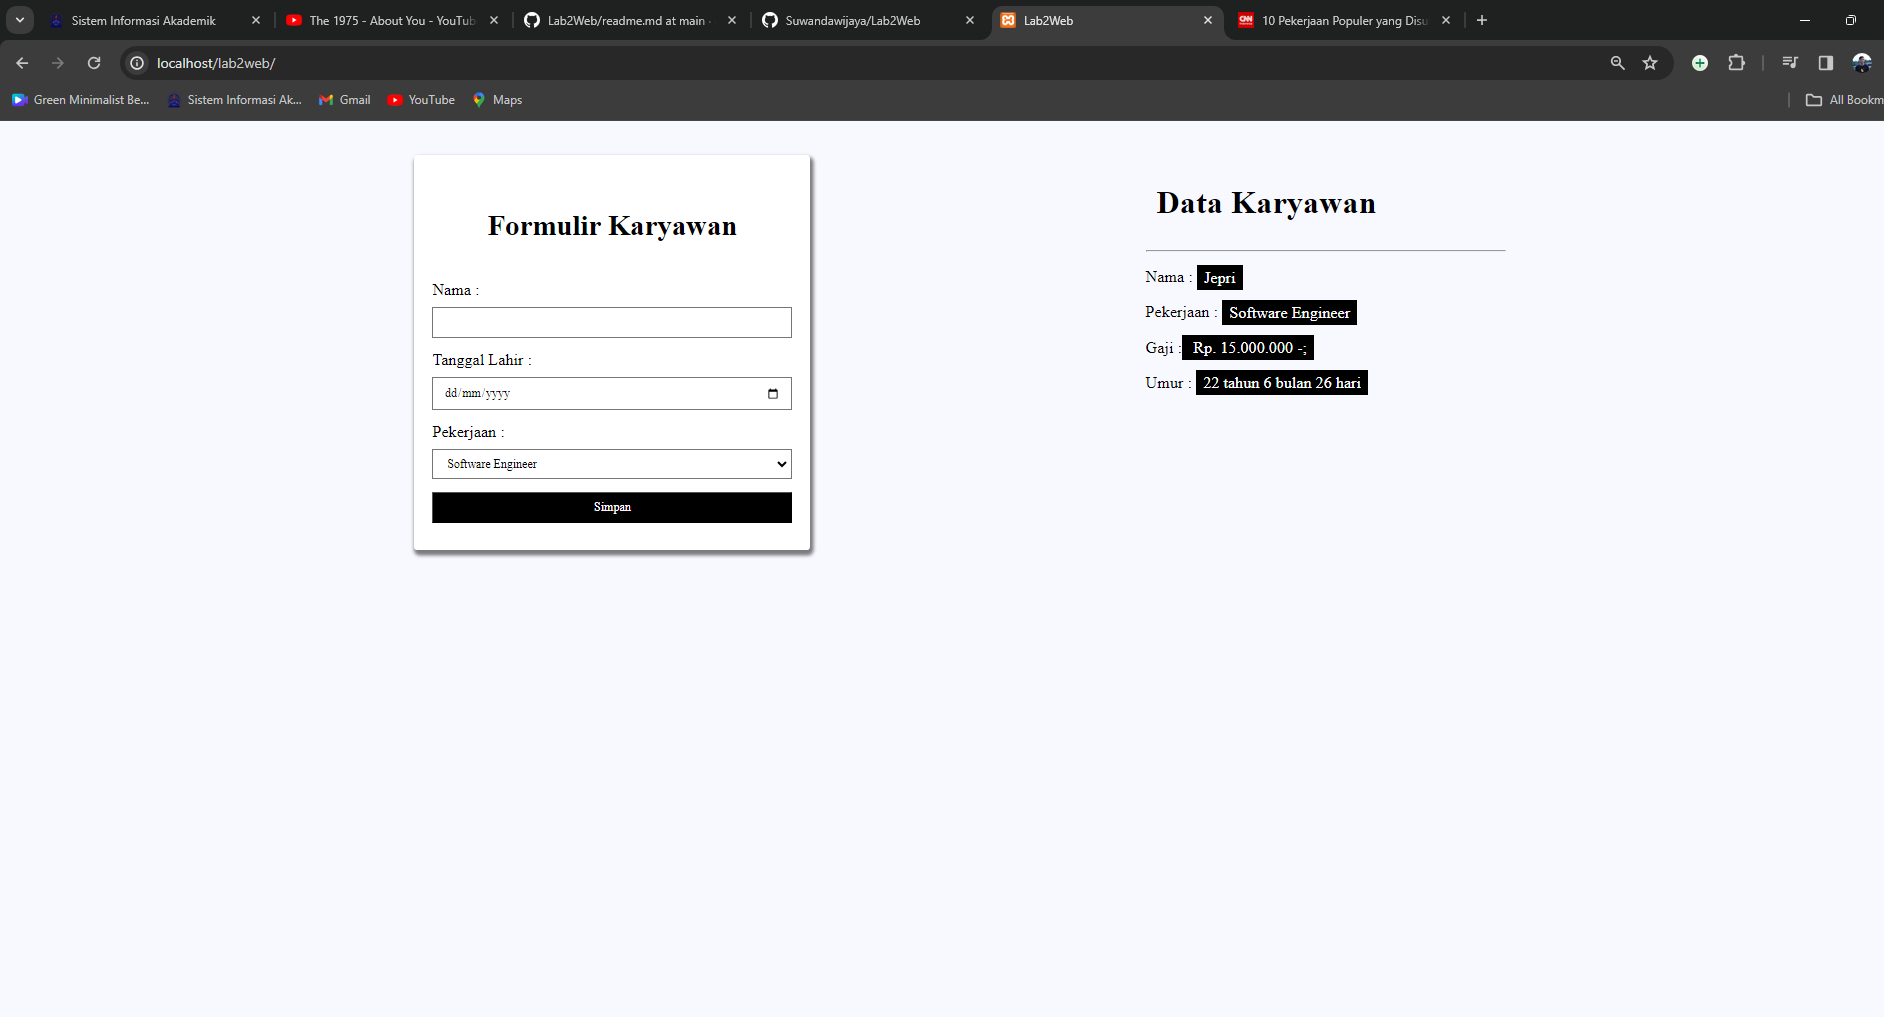 Sistem Informasi Akademik
The 1975 - About You - YouTub
Lab2Web/readme.md at main ·
Suwandawijaya/Lab2Web
Lab2Web
10 Pekerjaan Populer yang Disu
localhost/lab2web/
Green Minimalist Be...
Sistem Informasi Ak...
Gmail
YouTube
Maps
All Bookm
Formulir Karyawan
Nama :
Tanggal Lahir :
dd/mm/yyyy
Pekerjaan :
Software Engineer
Simpan
Data Karyawan
Nama : Jepri
Pekerjaan : Software Engineer
Gaji : Rp. 15.000.000 -;
Umur : 22 tahun 6 bulan 26 hari